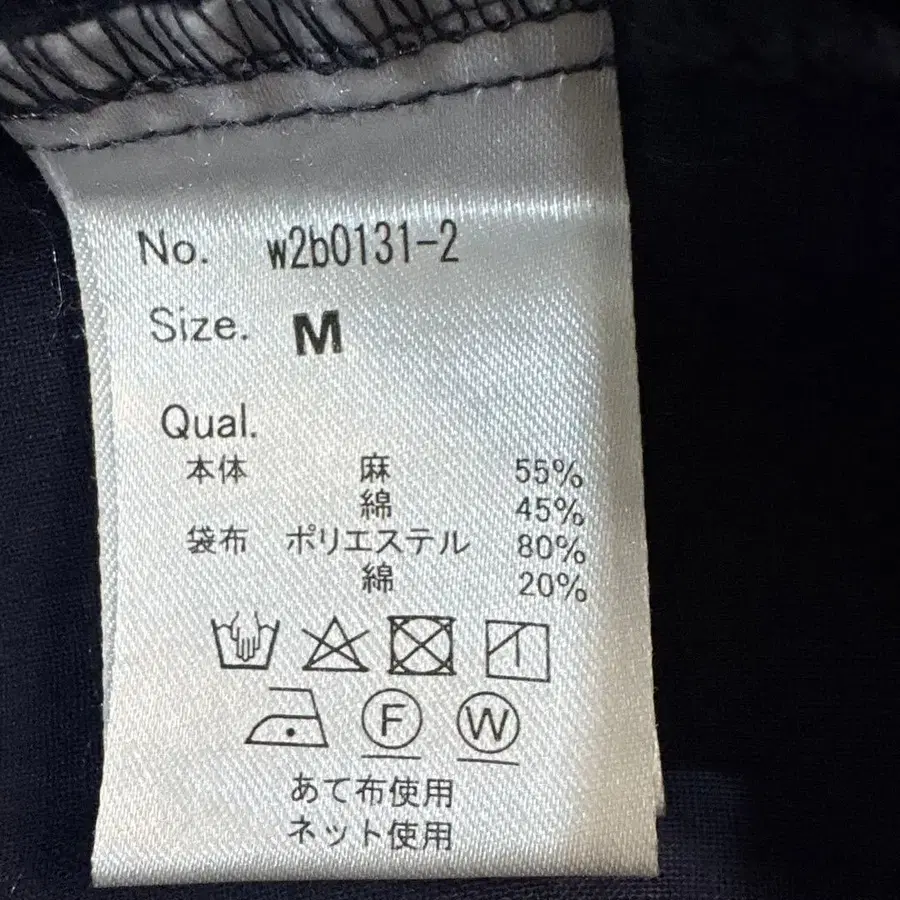 No. w2b0131-2
Size. M
Qual.
本体 麻 55%
綿 45%
袋布 ポリエステル 80%
綿 20%
F W
あて布使用
ネット使用